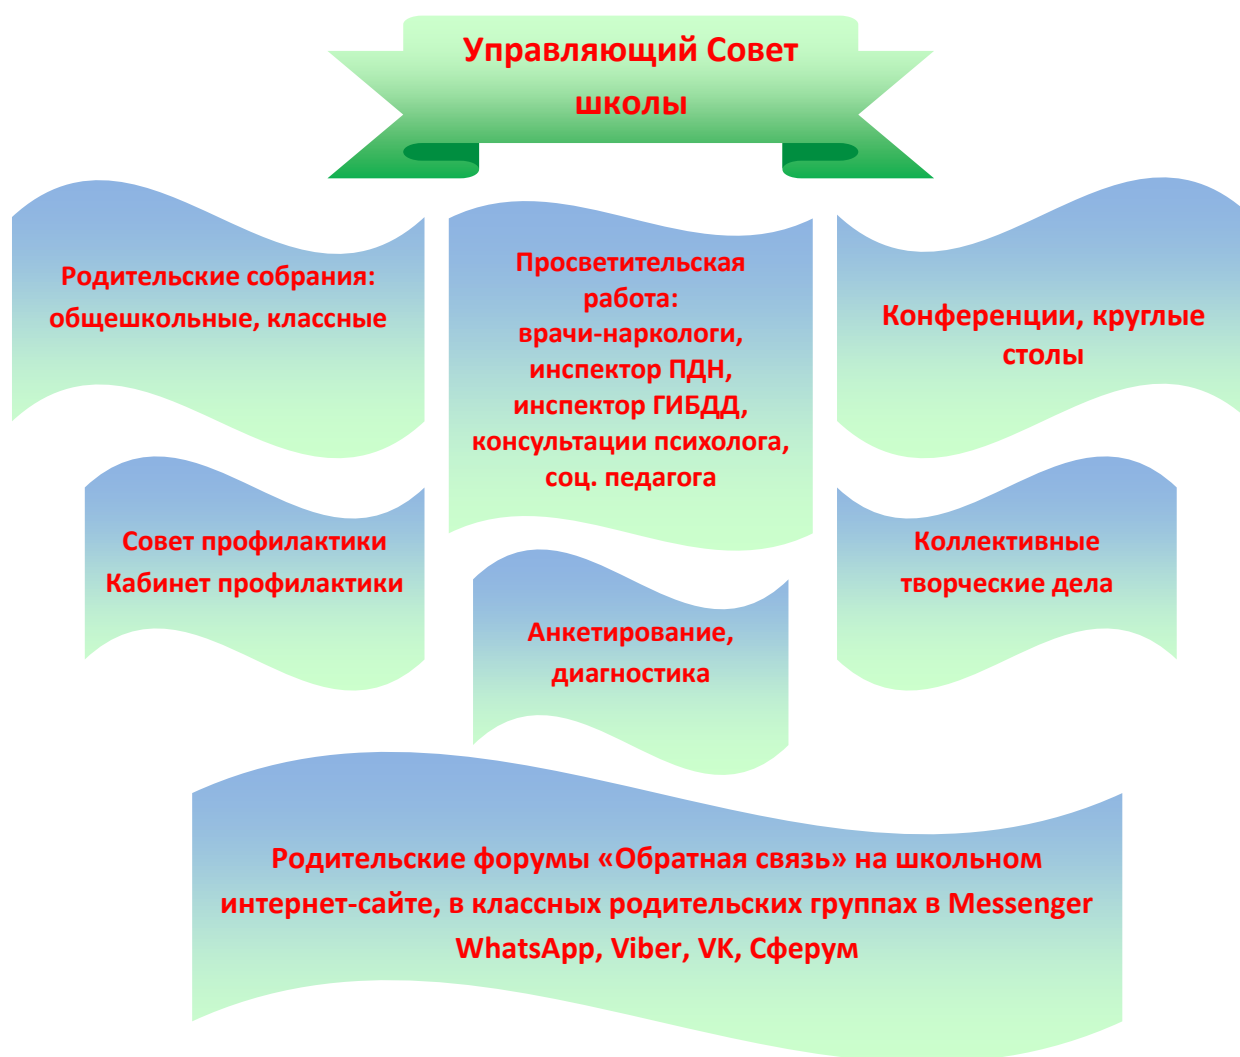 Управляющий Совет
школы
Родительские собрания:
общешкольные, классные
Просветительская
работа:
врачи-наркологи,
инспектор ПДН,
инспектор ГИБДД,
консультации психолога,
соц. педагога
Конференции, круглые
столы
Совет профилактики
Кабинет профилактики
Анкетирование,
диагностика
Коллективные
творческие дела
Родительские форумы «Обратная связь» на школьном
интернет-сайте, в классных родительских группах в Messenger
WhatsApp, Viber, VK, Сферум